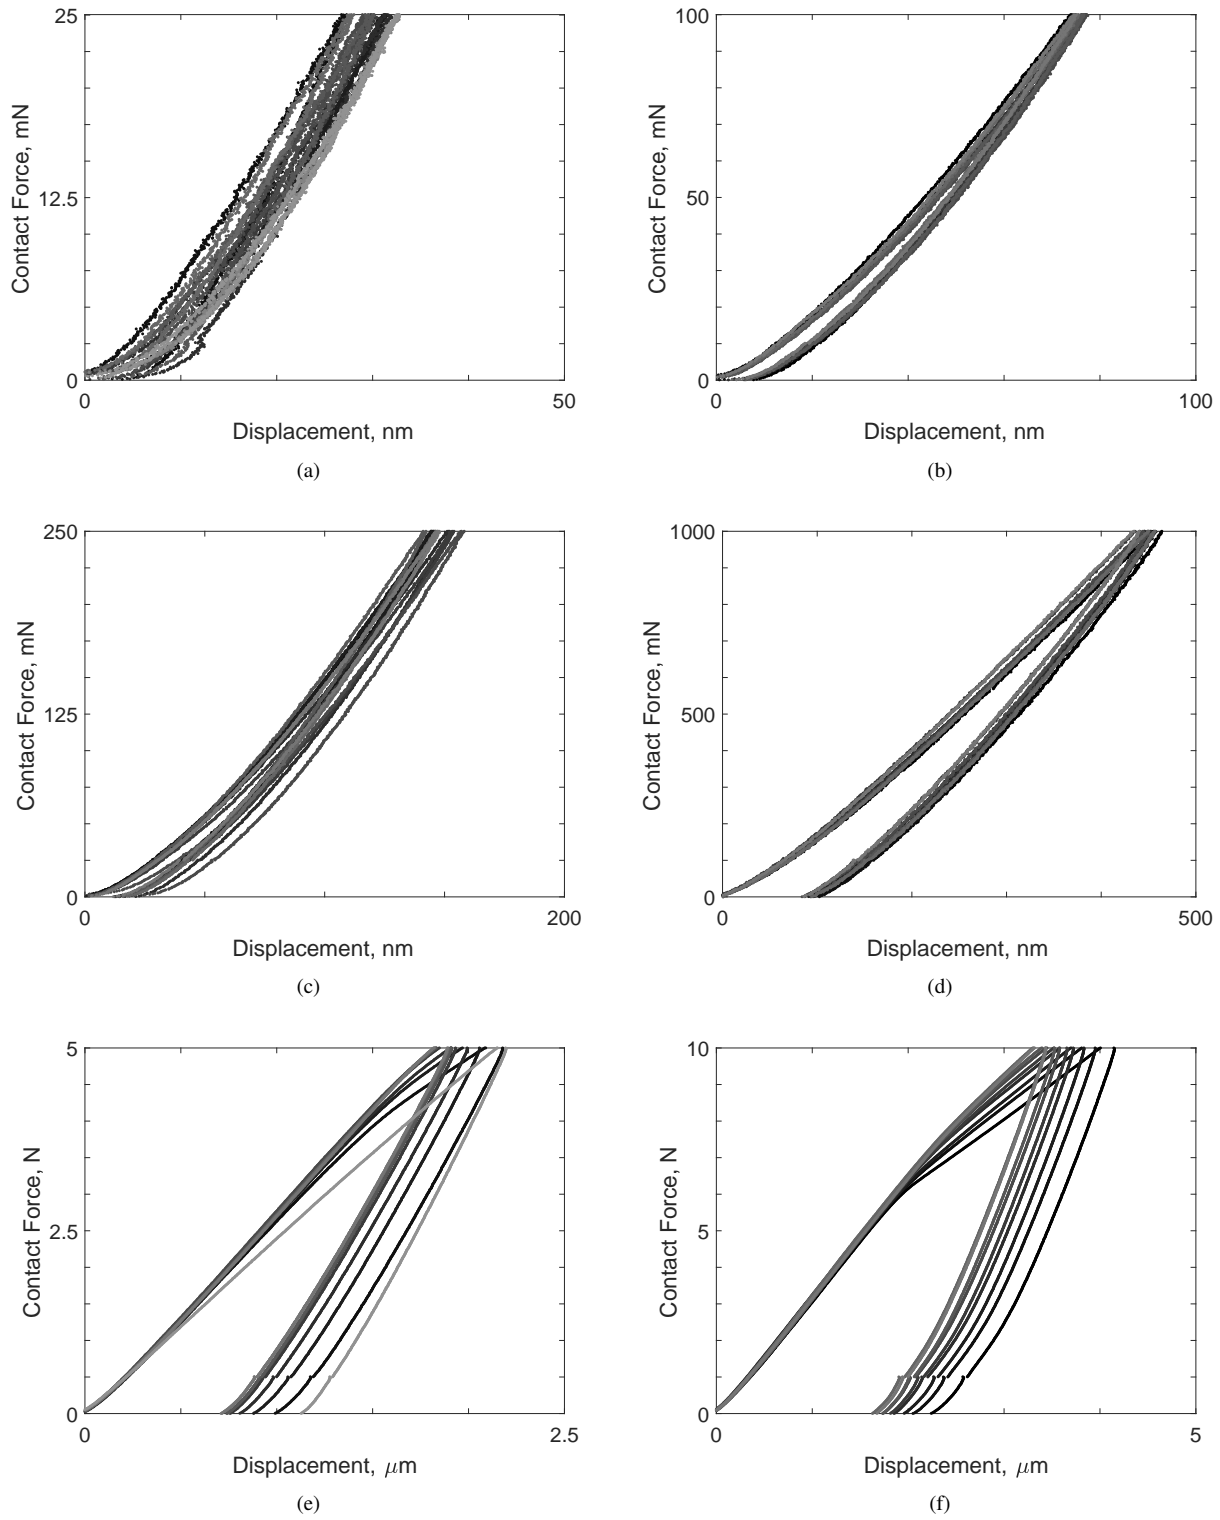 25
100
Contact Force, mN
12.5
0
0
50
Displacement, nm
(a)
Contact Force, mN
50
0
0
100
Displacement, nm
(b)
250
Contact Force, mN
125
0
0
200
Displacement, nm
(c)
1000
Contact Force, mN
500
0
0
500
Displacement, nm
(d)
5
Contact Force, N
2.5
0
0
2.5
Displacement, μm
(e)
10
Contact Force, N
5
0
0
5
Displacement, μm
(f)